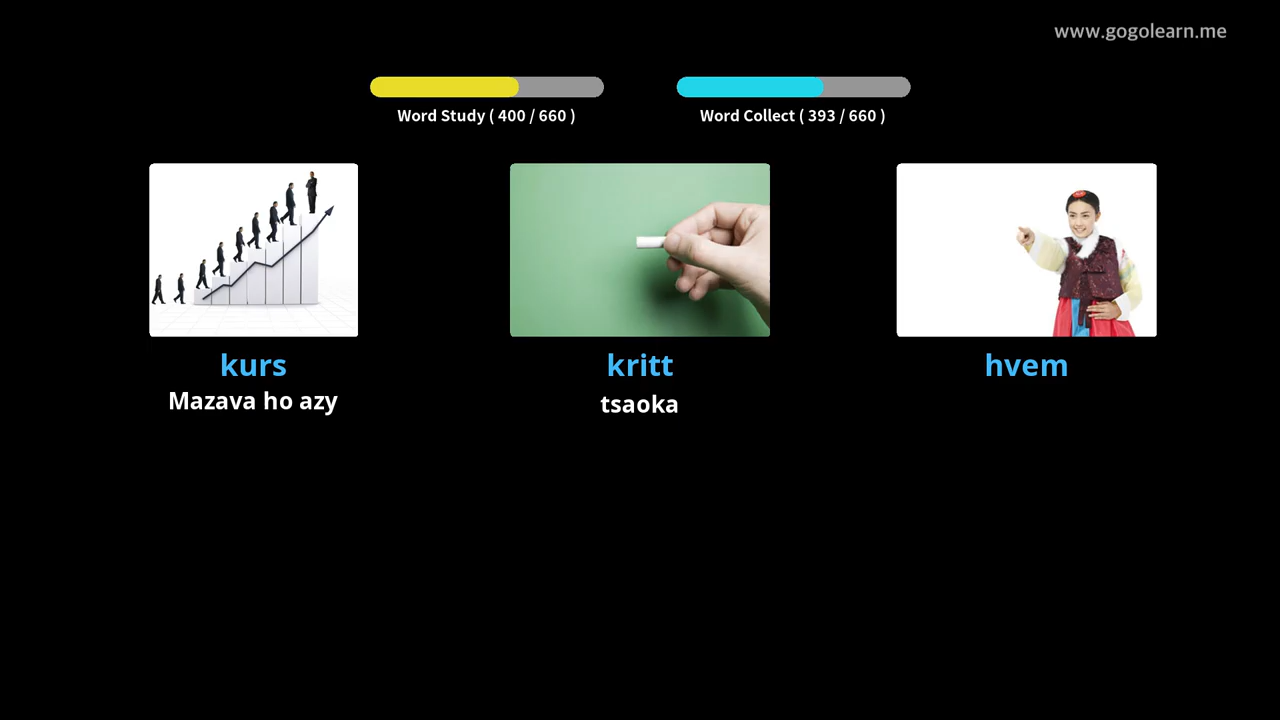 www.gogolearn.me
Word Study ( 400 / 660 )
Word Collect ( 393 / 660 )
kurs
kritt
hvem
Mazava ho azy
tsaoka